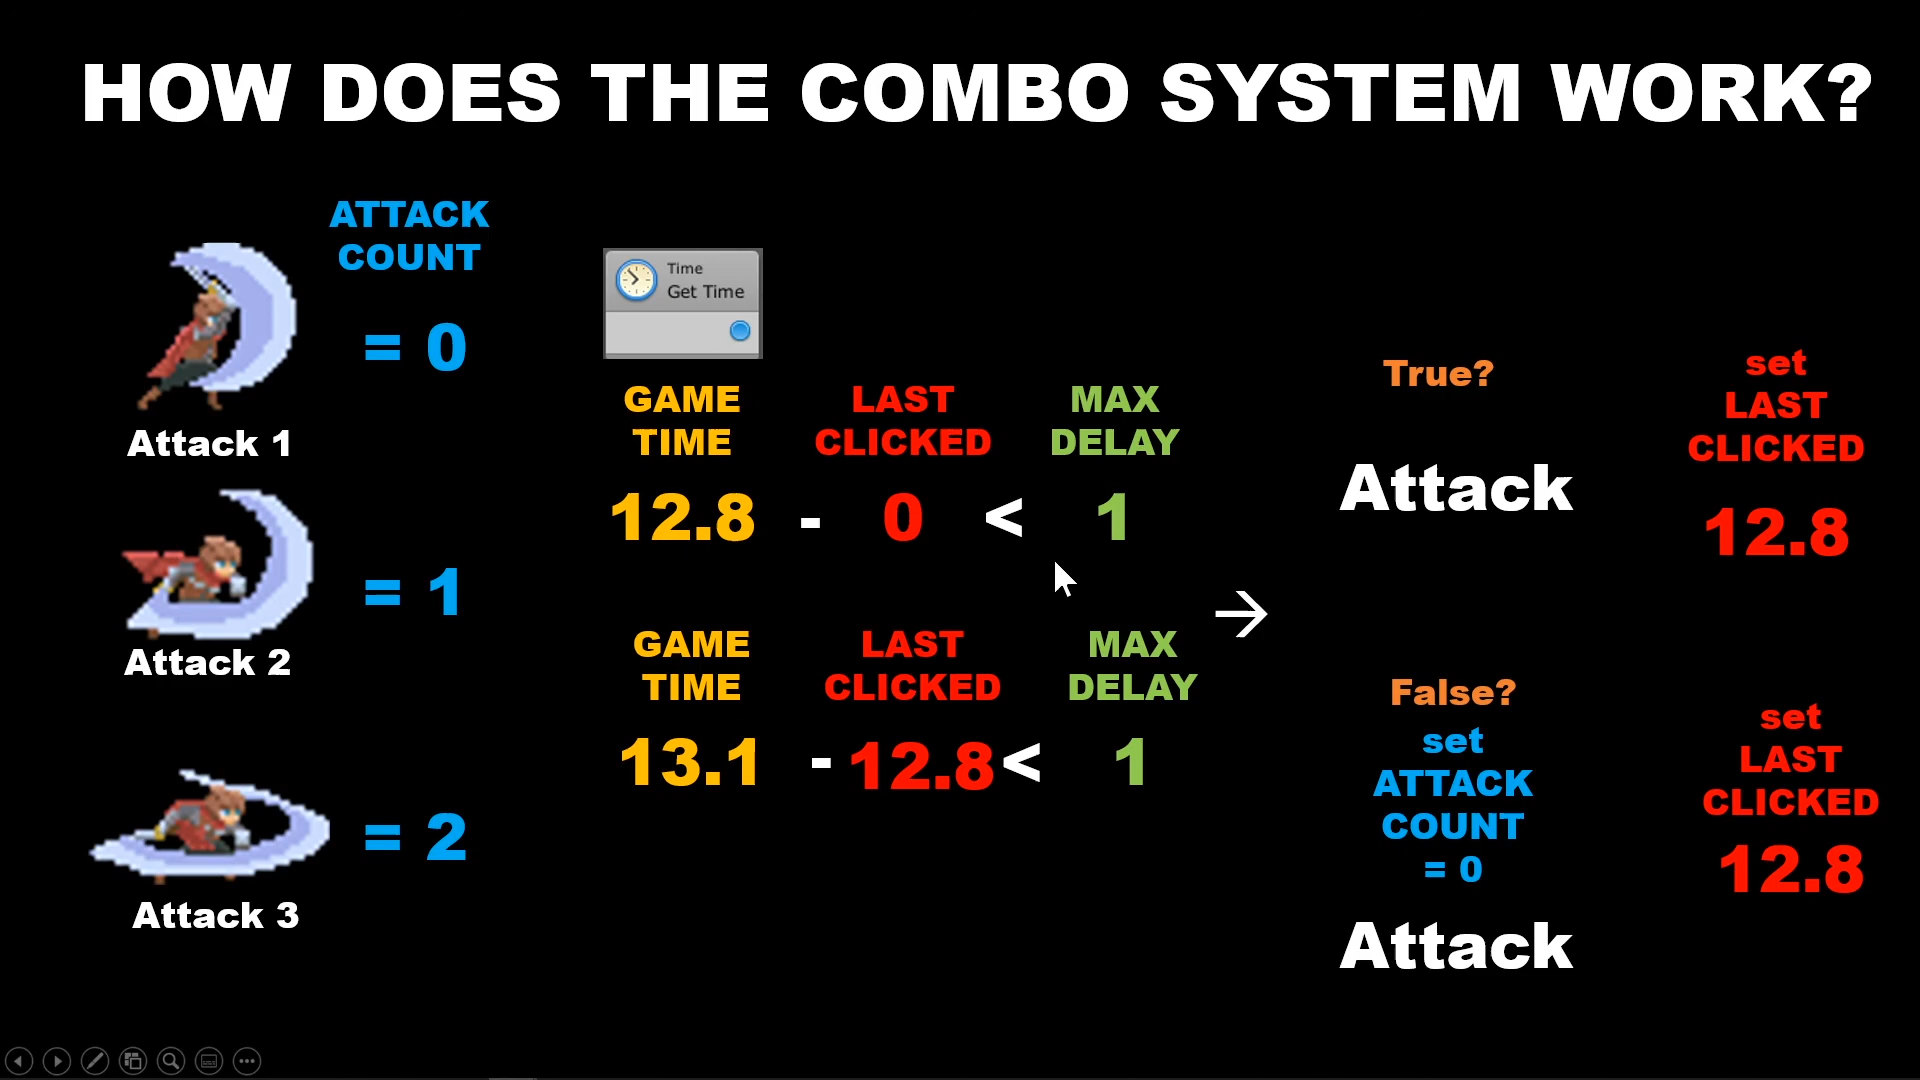 HOW DOES THE COMBO SYSTEM WORK?
ATTACK
COUNT
= 0
Attack 1
= 1
Attack 2
= 2
Attack 3
Time
Get Time
GAME
TIME
LAST
CLICKED
MAX
DELAY
12.8 - 0 < 1
GAME
TIME
LAST
CLICKED
MAX
DELAY
13.1 - 12.8 < 1
→
True?
Attack
set
LAST
CLICKED
12.8
False?
set
ATTACK
COUNT
= 0
Attack
set
LAST
CLICKED
12.8